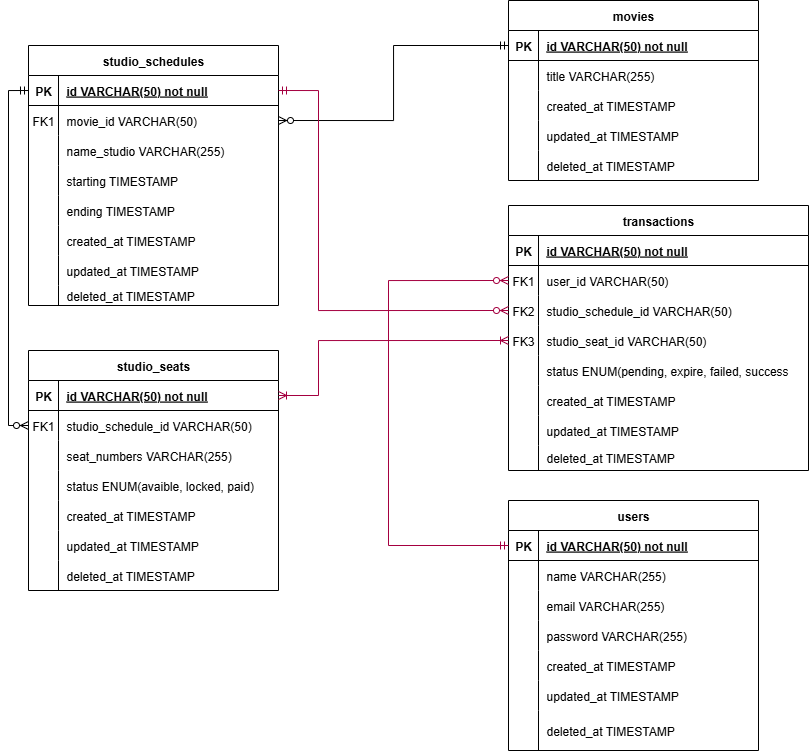 movies
PK id VARCHAR(50) not null
title VARCHAR(255)
created_at TIMESTAMP
updated_at TIMESTAMP
deleted_at TIMESTAMP
studio_schedules
PK id VARCHAR(50) not null
FK1 movie_id VARCHAR(50)
name_studio VARCHAR(255)
starting TIMESTAMP
ending TIMESTAMP
created_at TIMESTAMP
updated_at TIMESTAMP
deleted_at TIMESTAMP
transactions
PK id VARCHAR(50) not null
FK1 user_id VARCHAR(50)
FK2 studio_schedule_id VARCHAR(50)
FK3 studio_seat_id VARCHAR(50)
status ENUM(pending, expire, failed, success
created_at TIMESTAMP
updated_at TIMESTAMP
deleted_at TIMESTAMP
studio_seats
PK id VARCHAR(50) not null
FK1 studio_schedule_id VARCHAR(50)
seat_numbers VARCHAR(255)
status ENUM(avaible, locked, paid)
created_at TIMESTAMP
updated_at TIMESTAMP
deleted_at TIMESTAMP
users
PK id VARCHAR(50) not null
name VARCHAR(255)
email VARCHAR(255)
password VARCHAR(255)
created_at TIMESTAMP
updated_at TIMESTAMP
deleted_at TIMESTAMP